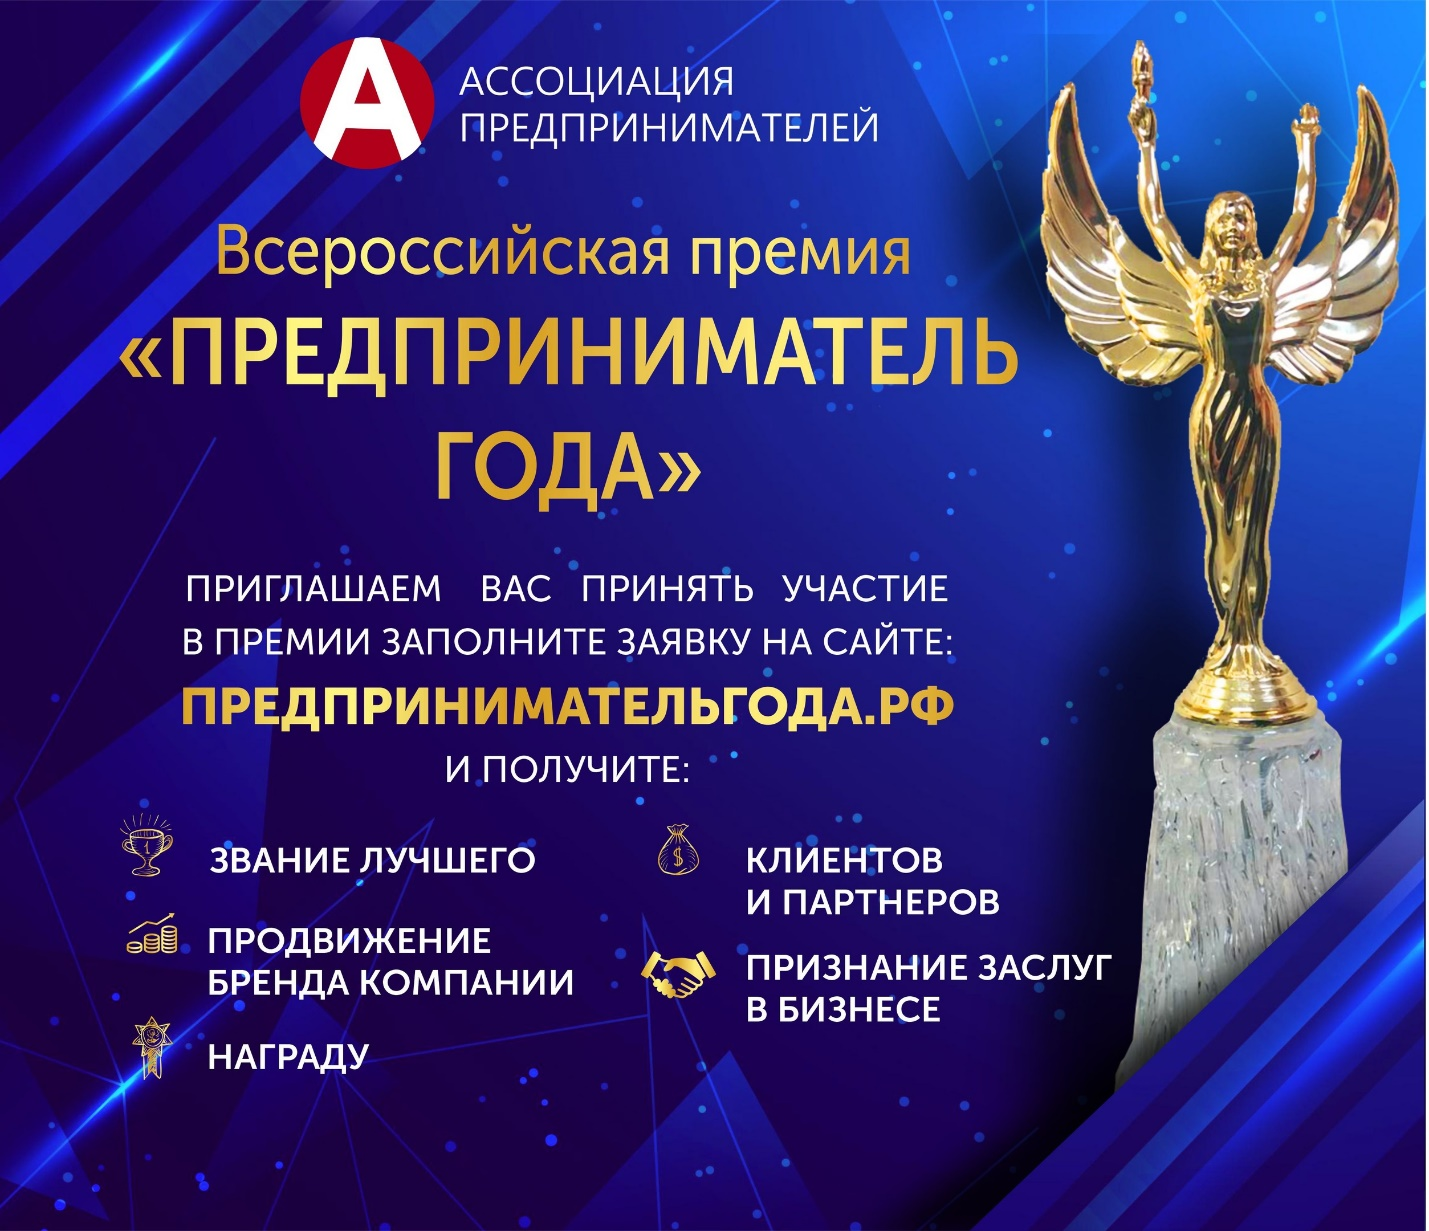 А
АССОЦИАЦИЯ
ПРЕДПРИНИМАТЕЛЕЙ
Всероссийская премия
«ПРЕДПРИНИМАТЕЛЬ
ГОДА»
ПРИГЛАШАЕМ ВАС ПРИНЯТЬ УЧАСТИЕ
В ПРЕМИИ ЗАПОЛНИТЕ ЗАЯВКУ НА САЙТЕ:
ПРЕДПРИНИМАТЕЛЬГОДА.РФ
И ПОЛУЧИТЕ:
1
ЗВАНИЕ ЛУЧШЕГО
ПРОДВИЖЕНИЕ
БРЕНДА КОМПАНИИ
НАГРАДУ
$
КЛИЕНТОВ
И ПАРТНЕРОВ
ПРИЗНАНИЕ ЗАСЛУГ
В БИЗНЕСЕ